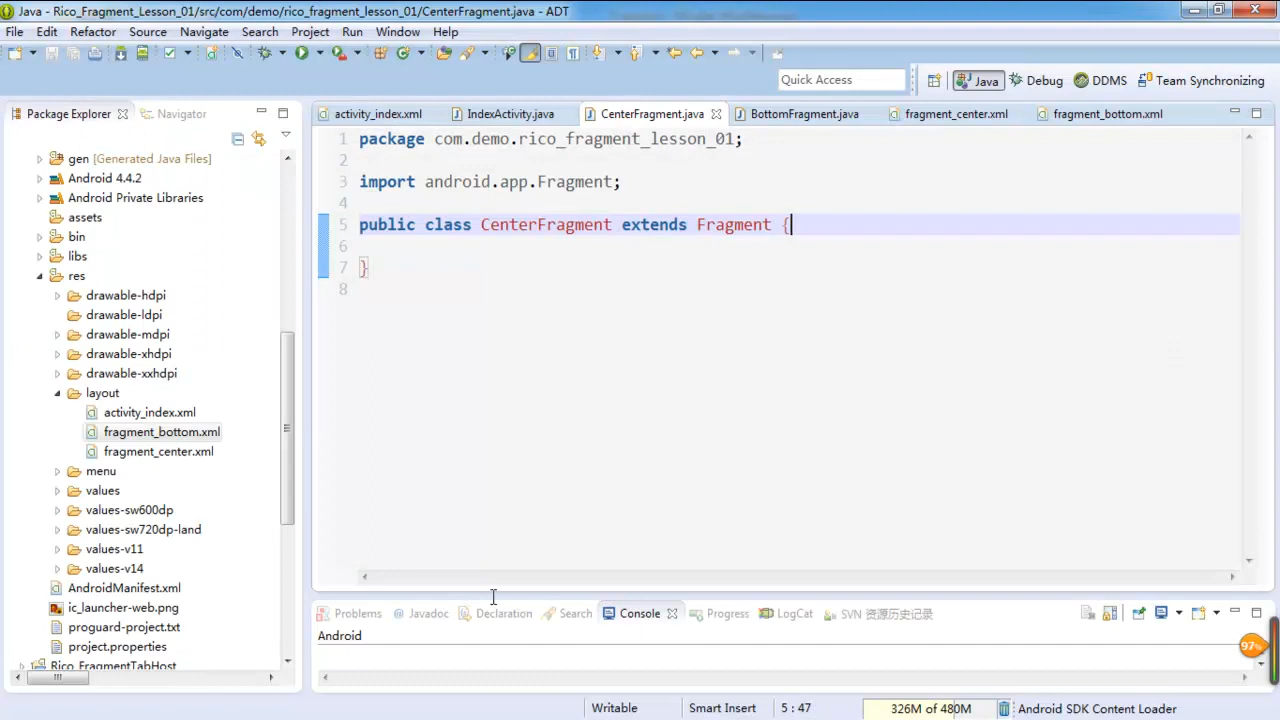 Java - Rico_Fragment_Lesson_01/src/com/demo/rico_fragment_lesson_01/CenterFragment.java - ADT
File Edit Refactor Source Navigate Search Project Run Window Help
Quick Access Java Debug DDMS Team Synchronizing
Package Explorer Navigator
gen [Generated Java Files]
Android 4.4.2
Android Private Libraries
assets
bin
libs
res
drawable-hdpi
drawable-ldpi
drawable-mdpi
drawable-xhdpi
drawable-xxhdpi
layout
activity_index.xml
fragment_bottom.xml
fragment_center.xml
menu
values
values-sw600dp
values-sw720dp-land
values-v11
values-v14
AndroidManifest.xml
ic_launcher-web.png
proguard-project.txt
project.properties
Rico_FragmentTabHost
activity_index.xml IndexActivity.java CenterFragment.java BottomFragment.java fragment_center.xml fragment_bottom.xml
1 package com.demo.rico_fragment_lesson_01;
2
3 import android.app.Fragment;
4
5 public class CenterFragment extends Fragment {
6
7 }
8
Problems Javadoc Declaration Search Console Progress LogCat SVN 资源历史记录
Android
97%
Writable Smart Insert 5 : 47 326M of 480M Android SDK Content Loader